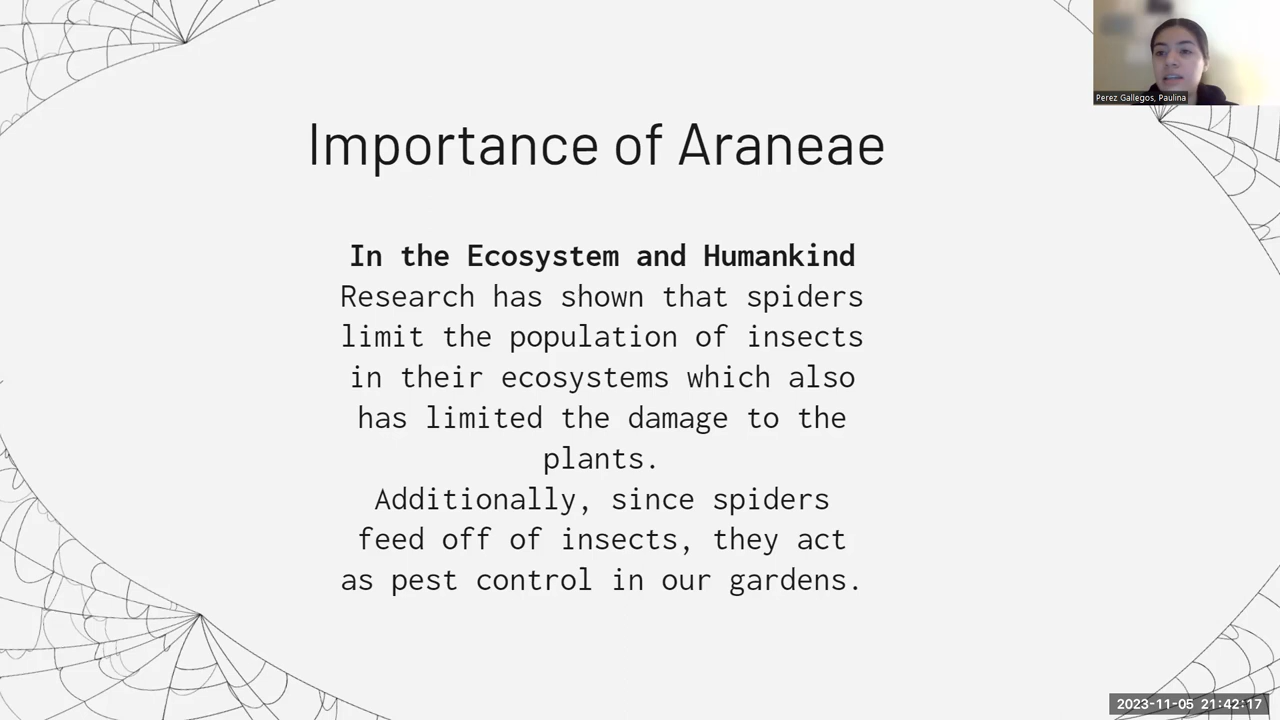 Perez Gallegos, Paulina
Importance of Araneae
In the Ecosystem and Humankind
Research has shown that spiders
limit the population of insects
in their ecosystems which also
has limited the damage to the
plants.
Additionally, since spiders
feed off of insects, they act
as pest control in our gardens.
2023-11-05 21:42:17